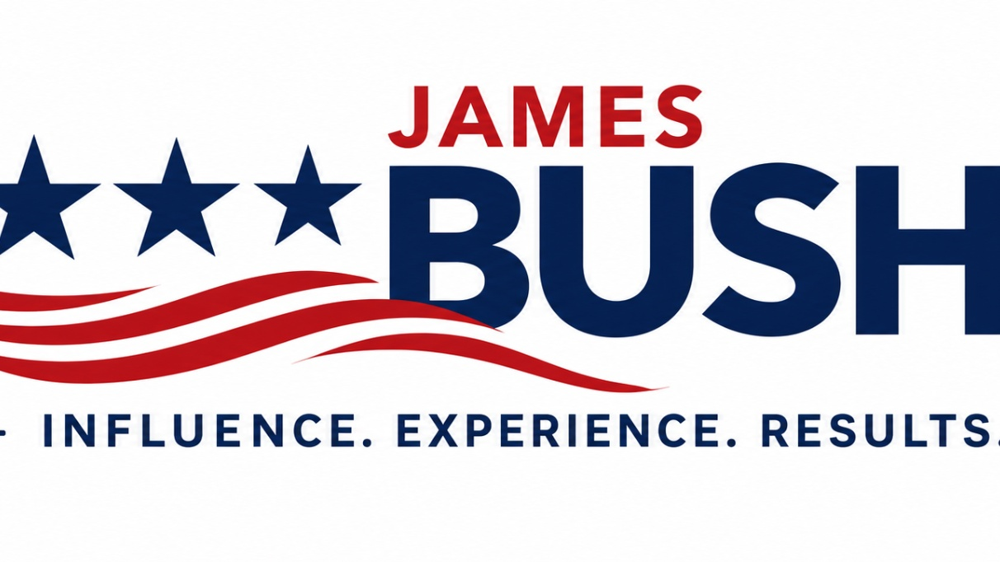 JAMES
BUSH
- INFLUENCE. EXPERIENCE. RESULTS.